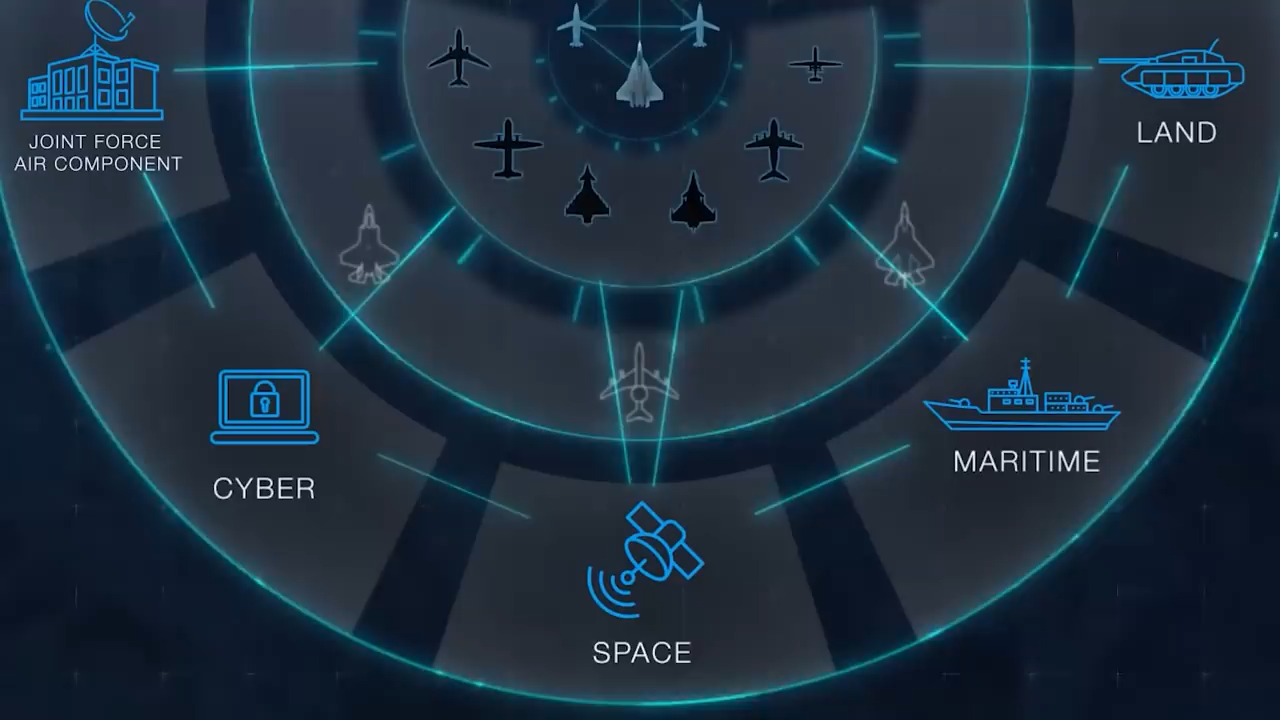 JOINT FORCE
AIR COMPONENT
LAND
CYBER
MARITIME
SPACE